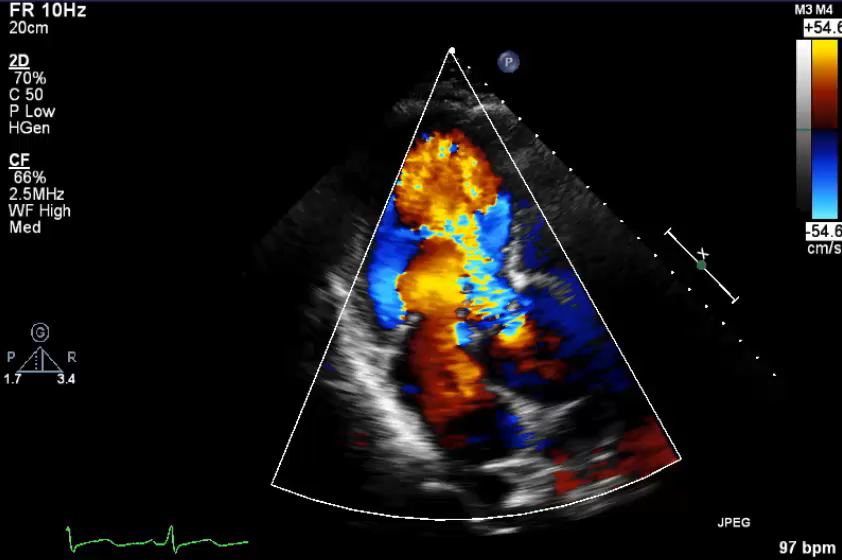 FR 10Hz
20cm
2D
70%
C 50
P Low
HGen
CF
66%
2.5MHz
WF High
Med
G
P R
1.7 3.4
P
X
M3 M4
+54.6
-54.6
cm/s
JPEG
97 bpm